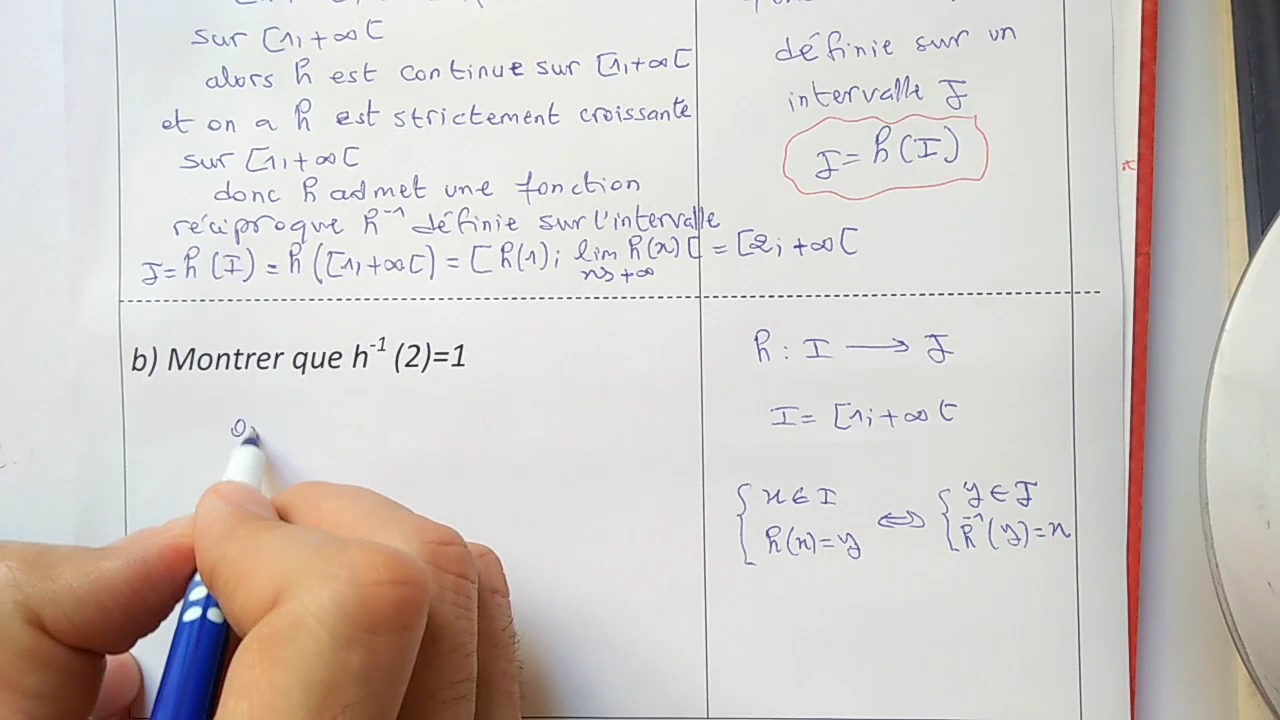 sur [1,+∞[
alors h est continue sur [1,+∞[
et on a h est strictement croissante
sur [1,+∞[
donc h admet une fonction
réciproque h⁻¹ définie sur l'intervalle
J=h(I)=h([1,+∞[)=[h(1); lim h(x)[=[2;+∞[
x→+∞
définie sur un
intervalle J
J=h(I)
b) Montrer que h⁻¹ (2)=1
o
h : I ⟶ J
I= [1;+∞[
{ x∈I ⟺ { y∈J
h(x)=y h⁻¹(y)=x